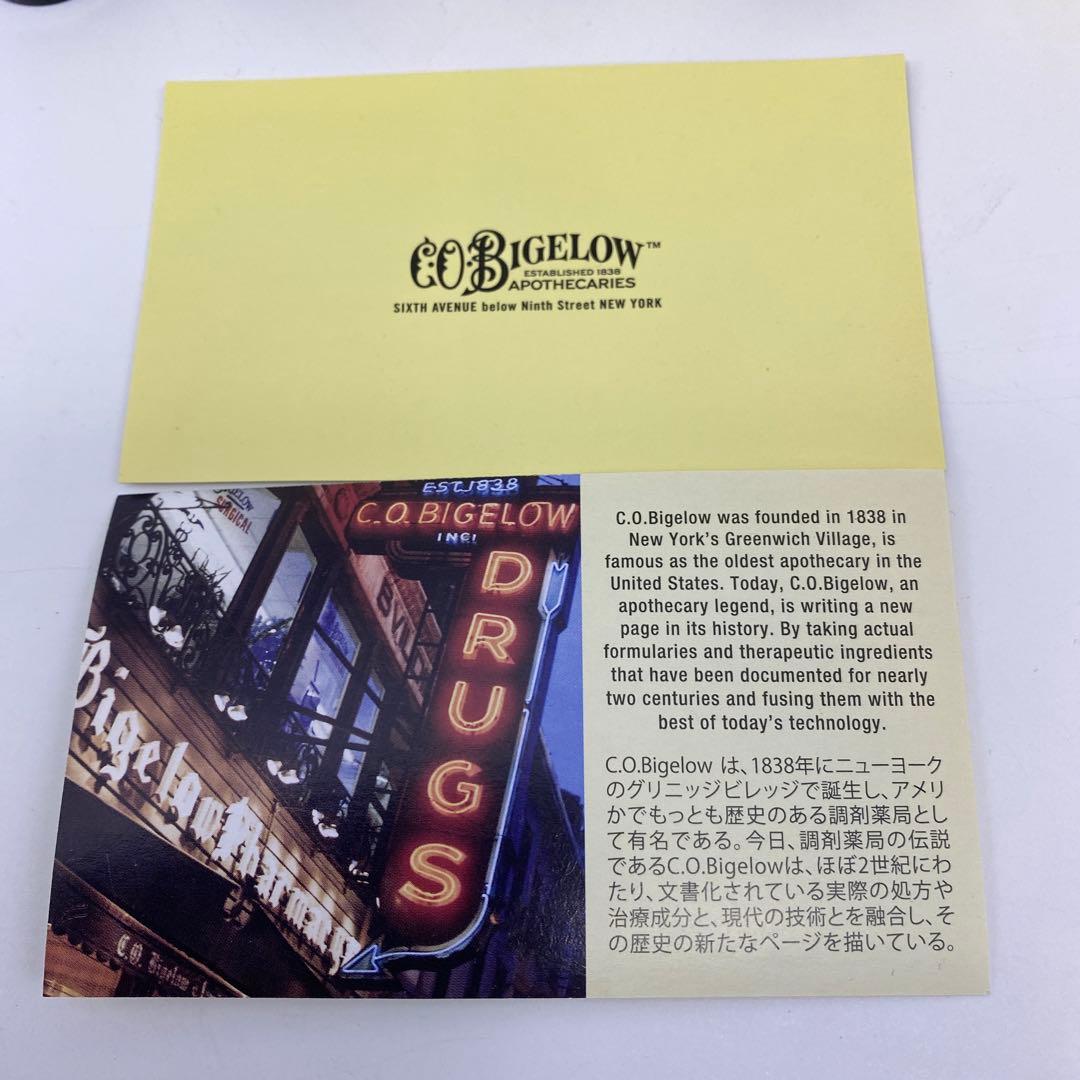 C.O.BIGELOW™
ESTABLISHED 1838
APOTHECARIES
SIXTH AVENUE below Ninth Street NEW YORK
EST.1838
C.O. BIGELOW
INC.
DRUGS
SURGICAL
Bigelow Pharmacy
C.O. Bigelow
C.O.Bigelow was founded in 1838 in
New York's Greenwich Village, is
famous as the oldest apothecary in the
United States. Today, C.O.Bigelow, an
apothecary legend, is writing a new
page in its history. By taking actual
formularies and therapeutic ingredients
that have been documented for nearly
two centuries and fusing them with the
best of today's technology.
C.O.Bigelow は、1838年にニューヨーク
のグリニッジビレッジで誕生し、アメリ
カでもっとも歴史のある調剤薬局とし
て有名である。今日、調剤薬局の伝説
であるC.O.Bigelowは、ほぼ2世紀にわ
たり、文書化されている実際の処方や
治療成分と、現代の技術とを融合し、そ
の歴史の新たなページを描いている。